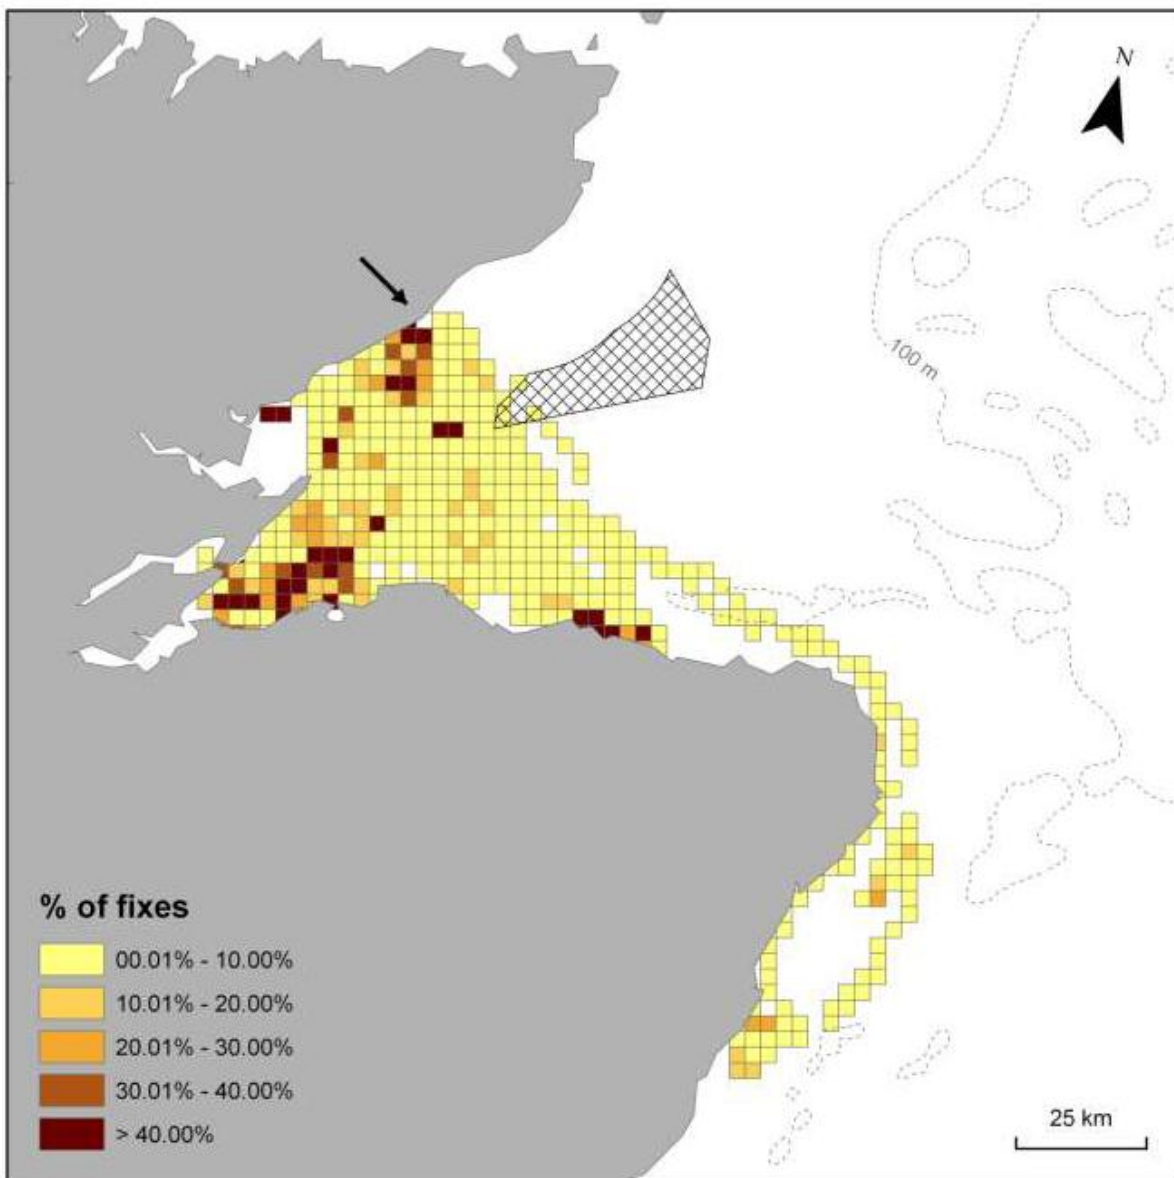 N
100 m
% of fixes
00.01% - 10.00%
10.01% - 20.00%
20.01% - 30.00%
30.01% - 40.00%
> 40.00%
25 km